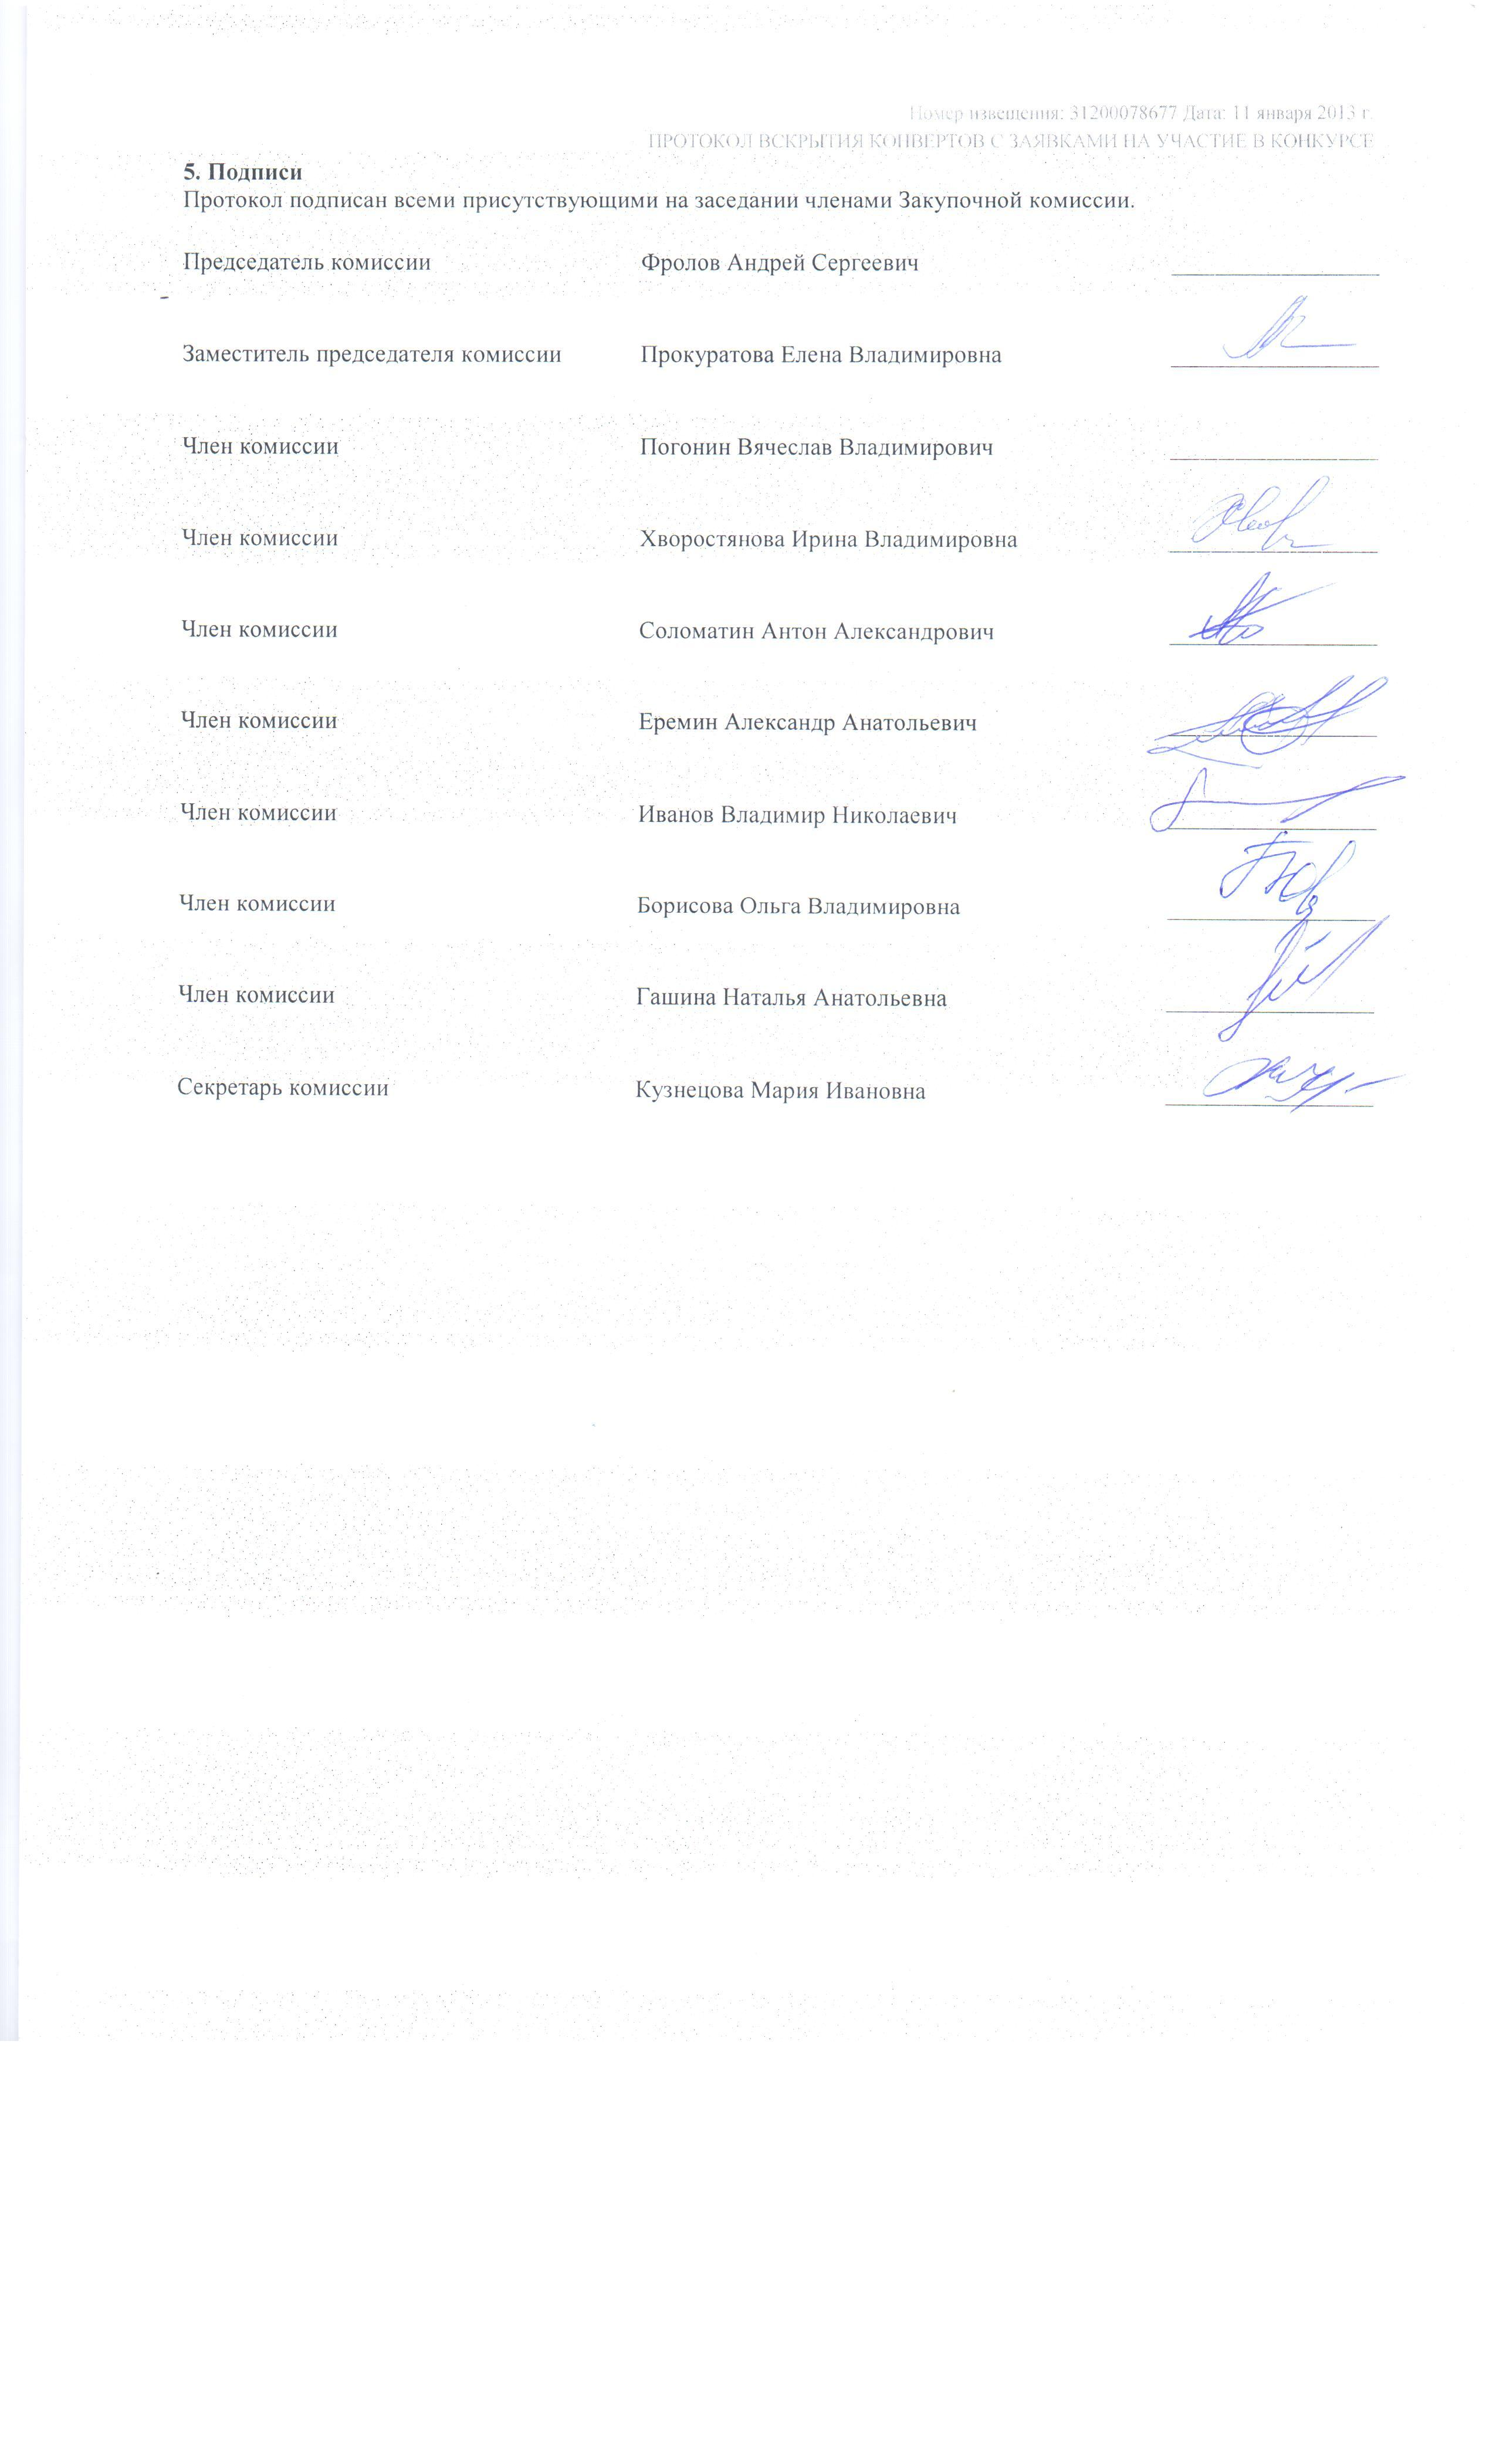 Номер извещения: 31200078677 Дата: 11 января 2013 г.
ПРОТОКОЛ ВСКРЫТИЯ КОНВЕРТОВ С ЗАЯВКАМИ НА УЧАСТИЕ В КОНКУРСЕ
5. Подписи
Протокол подписан всеми присутствующими на заседании членами Закупочной комиссии.
Председатель комиссии Фролов Андрей Сергеевич
Заместитель председателя комиссии Прокуратова Елена Владимировна
Член комиссии Погонин Вячеслав Владимирович
Член комиссии Хворостянова Ирина Владимировна
Член комиссии Соломатин Антон Александрович
Член комиссии Еремин Александр Анатольевич
Член комиссии Иванов Владимир Николаевич
Член комиссии Борисова Ольга Владимировна
Член комиссии Гашина Наталья Анатольевна
Секретарь комиссии Кузнецова Мария Ивановна